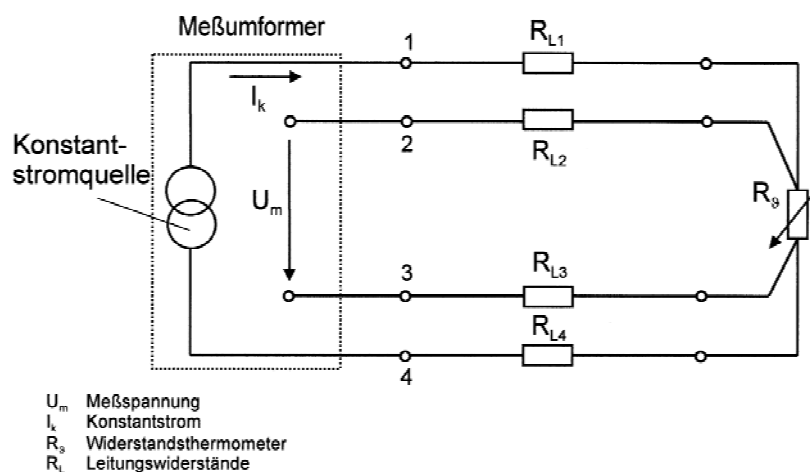 Meßumformer
1
R_L1
I_k
2
R_L2
Konstant-
stromquelle
U_m
R_ϑ
3
R_L3
R_L4
4
U_m Meßspannung
I_k Konstantstrom
R_ϑ Widerstandsthermometer
R_L Leitungswiderstände